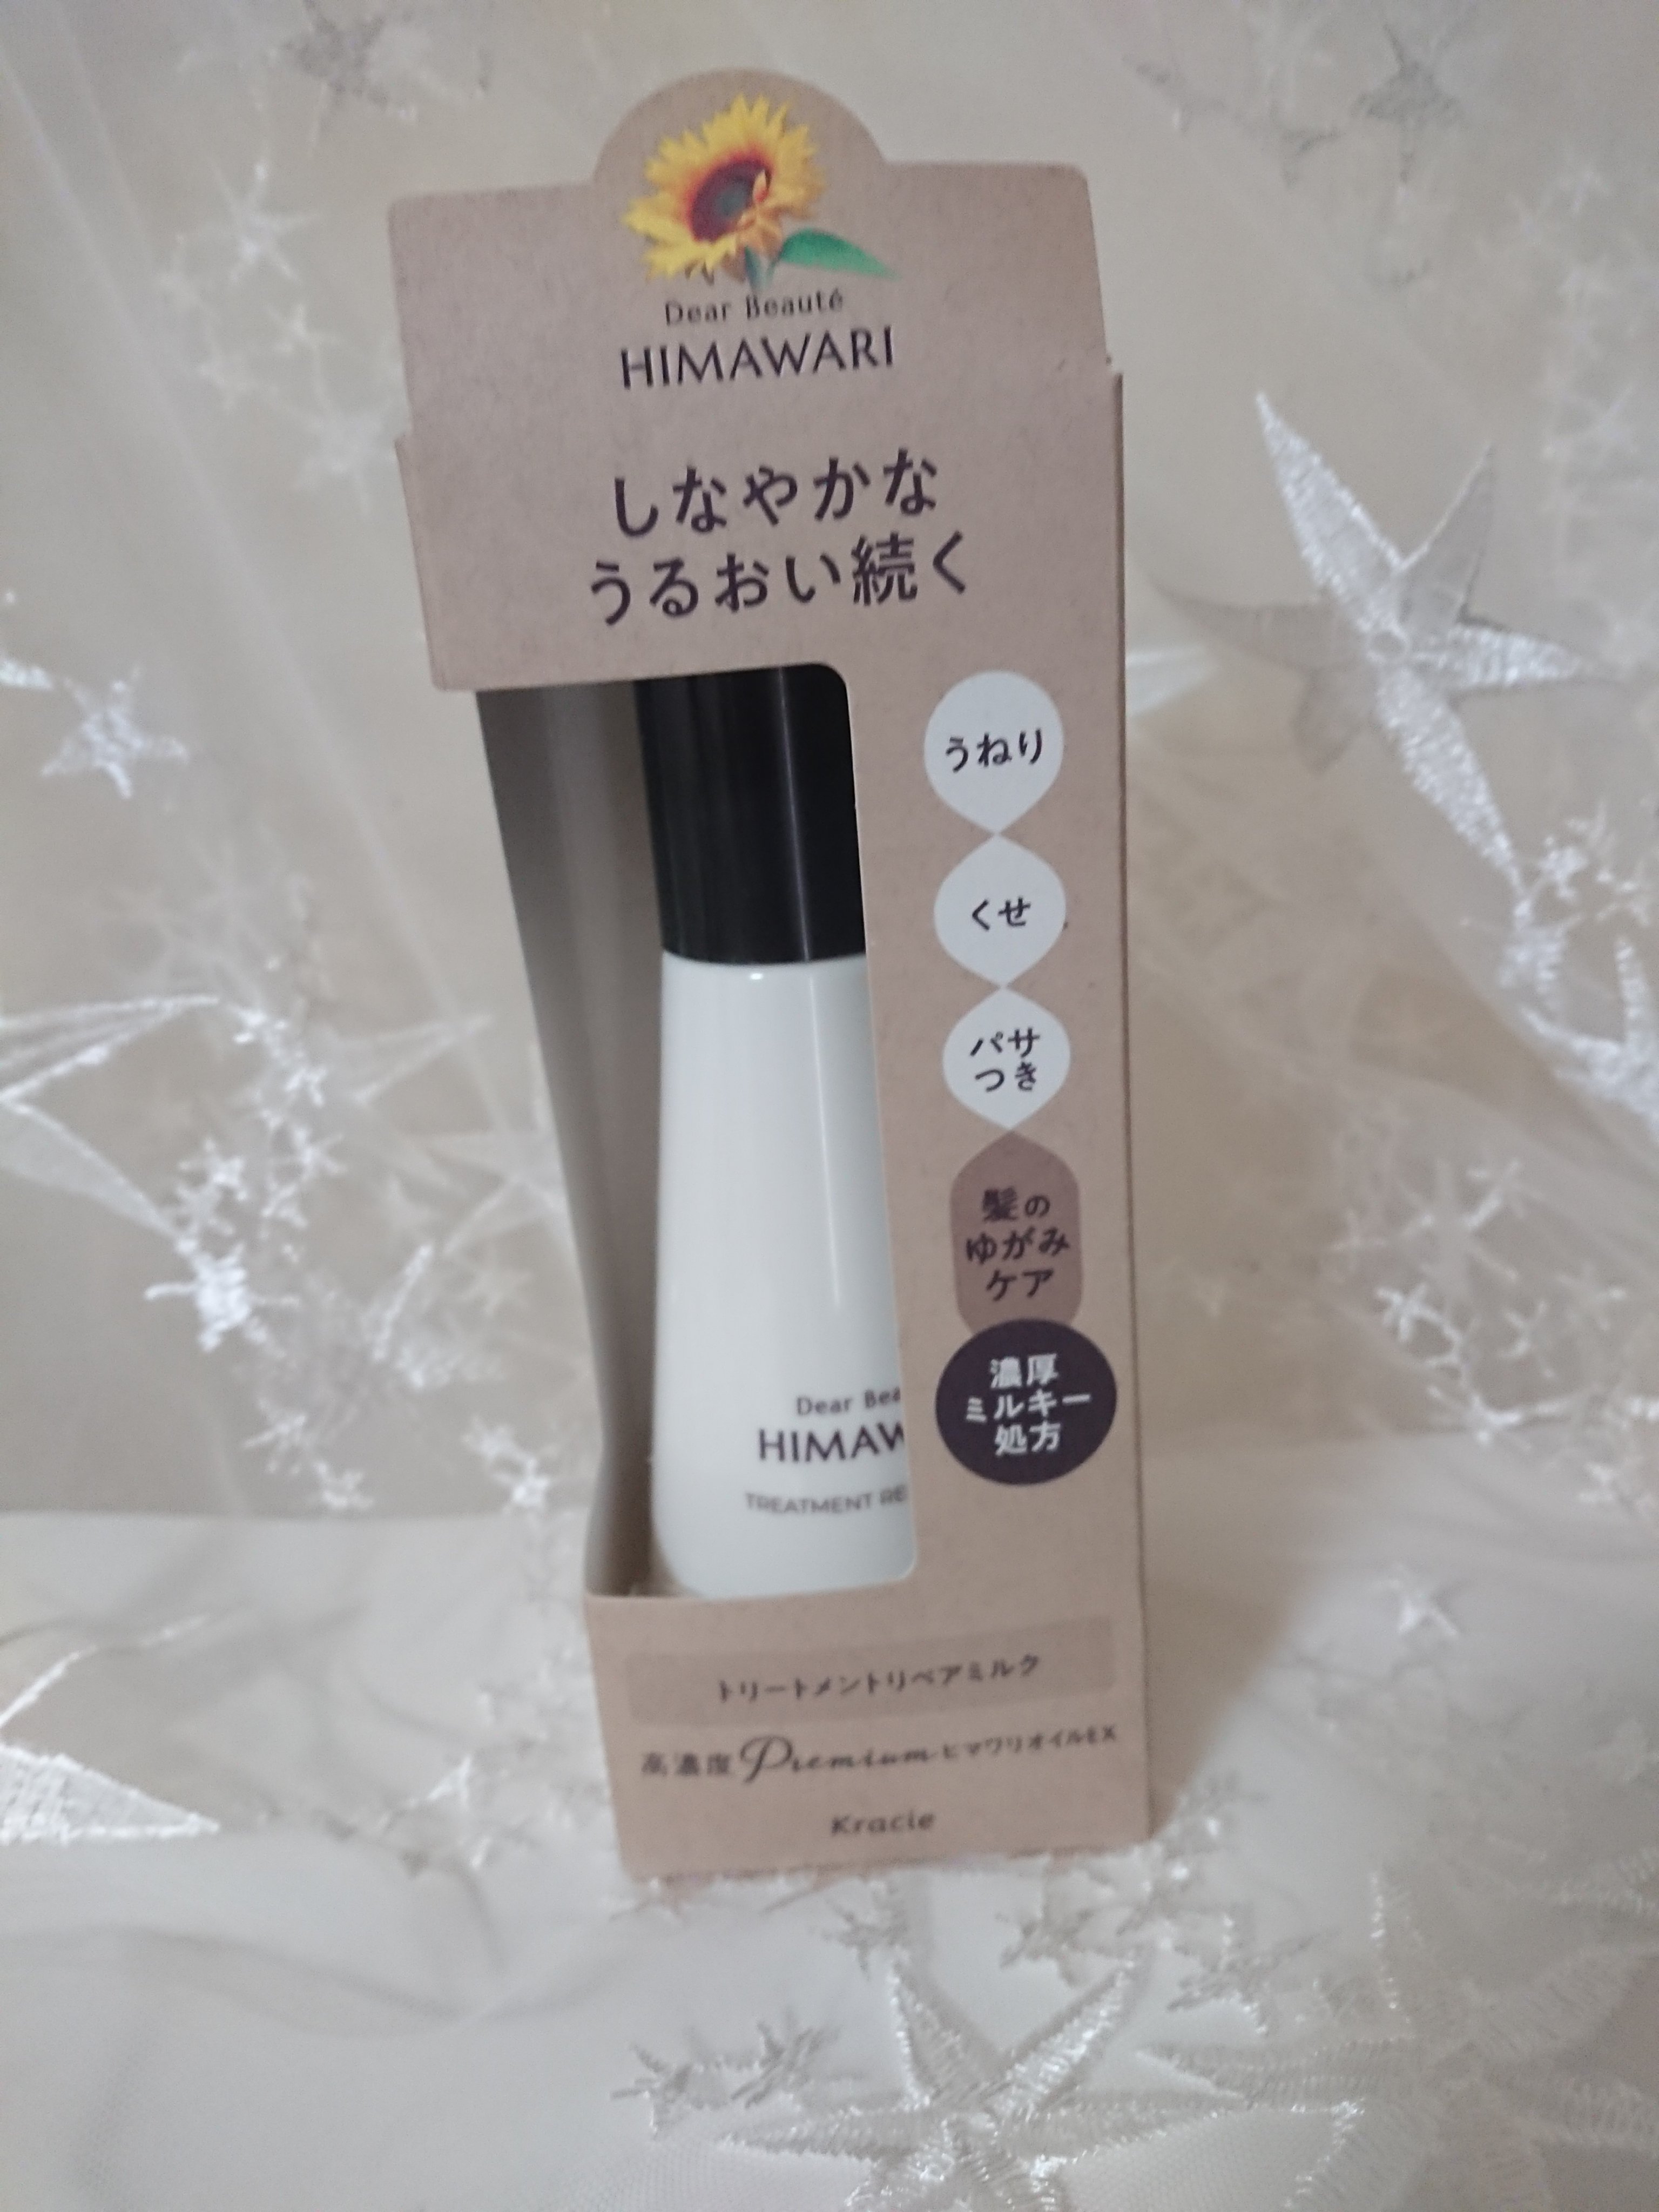 Dear Beauté
HIMAWARI
しなやかな
うるおい続く
うねり
くせ
パサ
つき
髪の
ゆがみ
ケア
濃厚
ミルキー
処方
Dear Bea
HIMAW
TREATMENT RE
トリートメントリペアミルク
高濃度 Premium ヒマワリオイルEX
Kracie